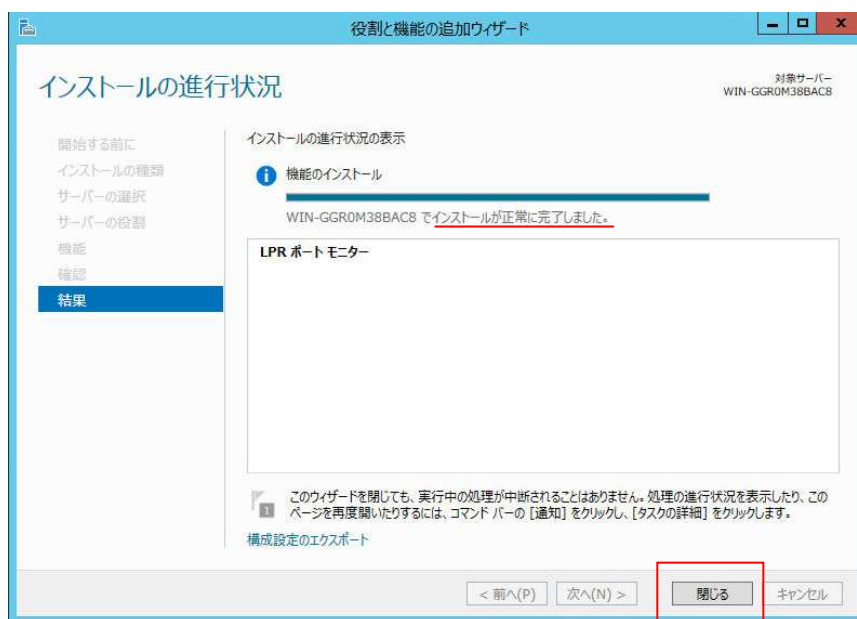 役割と機能の追加ウィザード
インストールの進行状況
対象サーバー
WIN-GGR0M38BAC8
開始する前に
インストールの種類
サーバーの選択
サーバーの役割
機能
確認
結果
インストールの進行状況の表示
機能のインストール
WIN-GGR0M38BAC8 でインストールが正常に完了しました。
LPR ポート モニター
このウィザードを閉じても、実行中の処理が中断されることはありません。処理の進行状況を表示したり、この
ページを再度開いたりするには、コマンド バーの [通知] をクリックし、[タスクの詳細] をクリックします。
構成設定のエクスポート
< 前へ(P)
次へ(N) >
閉じる
キャンセル